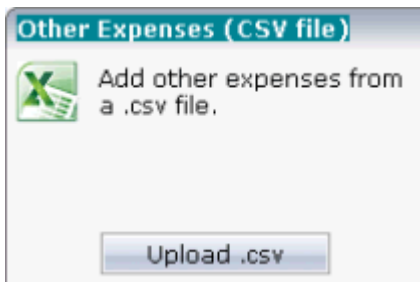 Other Expenses (CSV file)
Add other expenses from
a .csv file.
Upload .csv